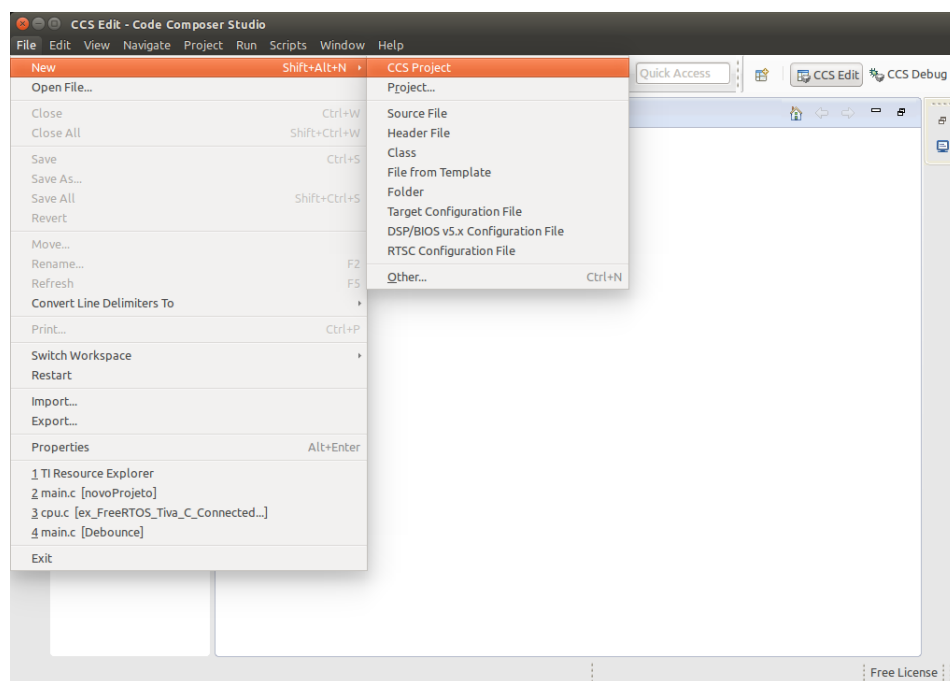 CCS Edit - Code Composer Studio
File Edit View Navigate Project Run Scripts Window Help
New Shift+Alt+N
Open File...
Close Ctrl+W
Close All Shift+Ctrl+W
Save Ctrl+S
Save As...
Save All Shift+Ctrl+S
Revert
Move...
Rename... F2
Refresh F5
Convert Line Delimiters To
Print... Ctrl+P
Switch Workspace
Restart
Import...
Export...
Properties Alt+Enter
1 TI Resource Explorer
2 main.c [novoProjeto]
3 cpu.c [ex_FreeRTOS_Tiva_C_Connected...]
4 main.c [Debounce]
Exit
CCS Project
Project...
Source File
Header File
Class
File from Template
Folder
Target Configuration File
DSP/BIOS v5.x Configuration File
RTSC Configuration File
Other... Ctrl+N
Quick Access CCS Edit CCS Debug
Free License